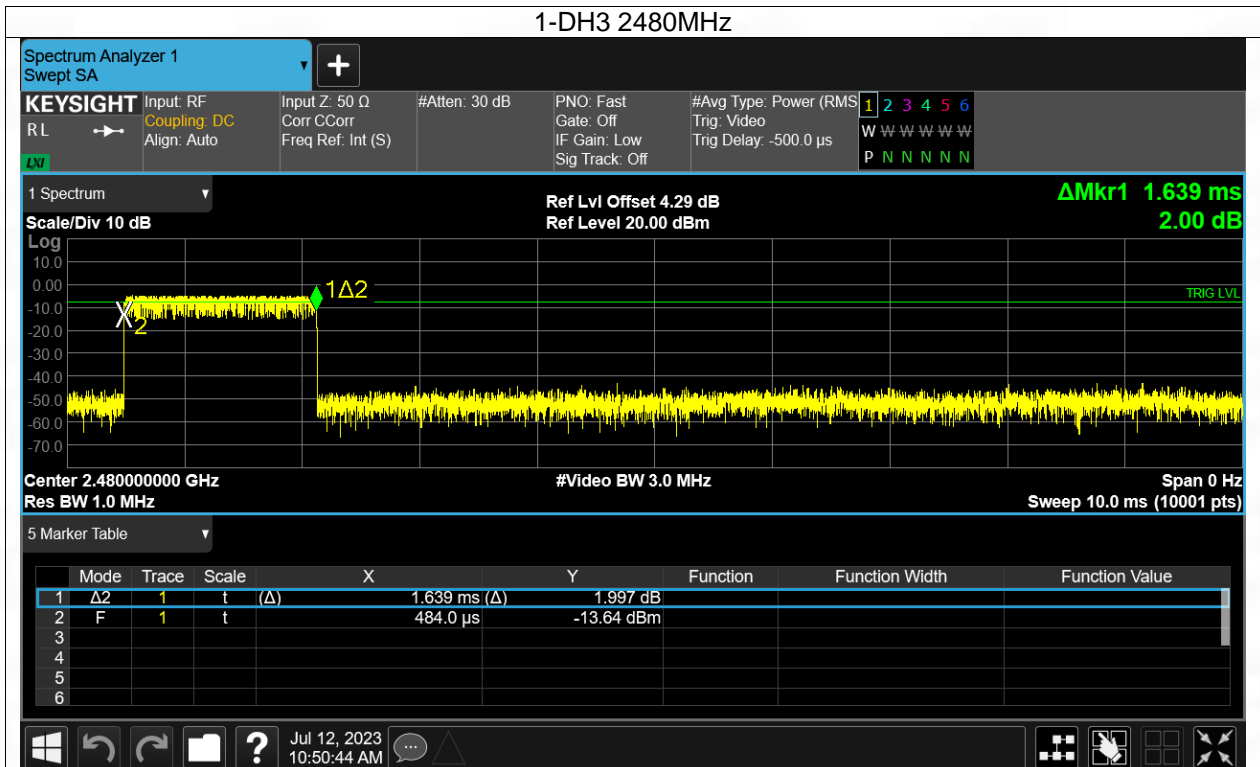 1-DH3 2480MHz
Spectrum Analyzer 1
Swept SA
KEYSIGHT
RL
LXI
Input: RF
Coupling: DC
Align: Auto
Input Z: 50 Ω
Corr CCorr
Freq Ref: Int (S)
#Atten: 30 dB
PNO: Fast
Gate: Off
IF Gain: Low
Sig Track: Off
#Avg Type: Power (RMS
Trig: Video
Trig Delay: -500.0 µs
1 2 3 4 5 6
W W W W W W
P N N N N N
1 Spectrum
Scale/Div 10 dB
Ref Lvl Offset 4.29 dB
Ref Level 20.00 dBm
ΔMkr1 1.639 ms
2.00 dB
Log
10.0
0.00
-10.0
-20.0
-30.0
-40.0
-50.0
-60.0
-70.0
1Δ2
2
TRIG LVL
Center 2.480000000 GHz
#Video BW 3.0 MHz
Span 0 Hz
Res BW 1.0 MHz
Sweep 10.0 ms (10001 pts)
5 Marker Table
Mode Trace Scale X Y Function Function Width Function Value
1 Δ2 1 t (Δ) 1.639 ms (Δ) 1.997 dB
2 F 1 t 484.0 µs -13.64 dBm
3
4
5
6
?
Jul 12, 2023
10:50:44 AM